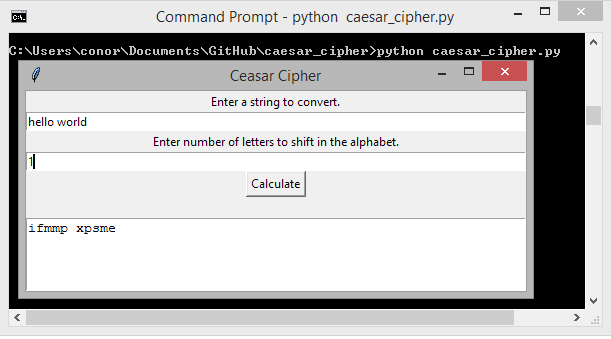 Command Prompt - python  caesar_cipher.py
C:\Users\conor\Documents\GitHub\caesar_cipher>python caesar_cipher.py
Ceasar Cipher
Enter a string to convert.
hello world
Enter number of letters to shift in the alphabet.
1
Calculate
ifmmp xpsme